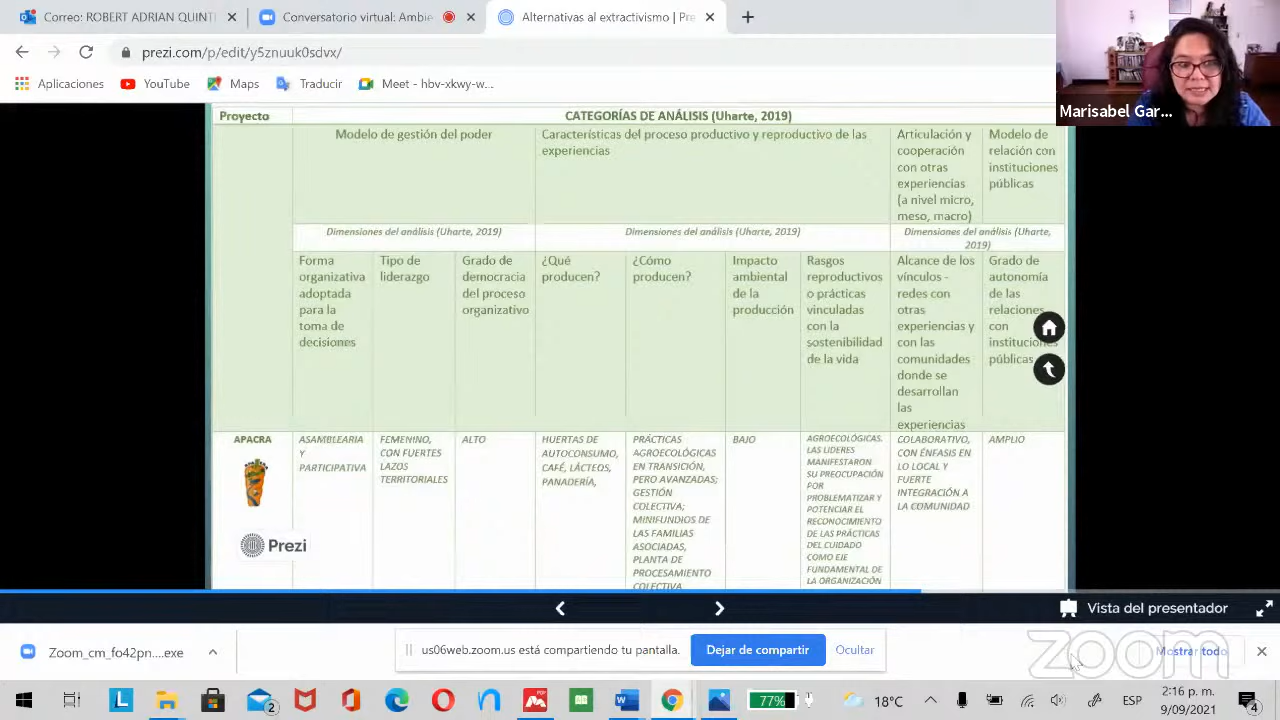 Correo: ROBERT ADRIAN QUINT
Conversatorio virtual: Ambie
Alternativas al extractivismo | Pre
prezi.com/p/edit/y5znuuk0sdvx/
Aplicaciones
YouTube
Maps
Traducir
Meet - hbv-xkwy-w...
Marisabel Gar...
Proyecto
CATEGORÍAS DE ANÁLISIS (Uharte, 2019)
Modelo de gestión del poder
Características del proceso productivo y reproductivo de las
experiencias
Articulación y
cooperación
con otras
experiencias
(a nivel micro,
meso, macro)
Modelo de
relación con
instituciones
públicas
Dimensiones del análisis (Uharte, 2019)
Dimensiones del análisis (Uharte, 2019)
Dimensiones del análisis (Uharte,
2019)
Forma
organizativa
adoptada
para la
toma de
decisiones
Tipo de
liderazgo
Grado de
democracia
del proceso
organizativo
¿Qué
producen?
¿Cómo
producen?
Impacto
ambiental
de la
producción
Rasgos
reproductivos
o prácticas
vinculadas
con la
sostenibilidad
de la vida
Alcance de los
vínculos -
redes con
otras
experiencias y
con las
comunidades
donde se
desarrollan
las
experiencias
Grado de
autonomía
de las
relaciones
con
instituciones
públicas
APACRA
ASAMBLEARIA
Y
PARTICIPATIVA
FEMENINO,
CON FUERTES
LAZOS
TERRITORIALES
ALTO
HUERTAS DE
AUTOCONSUMO,
CAFÉ, LÁCTEOS,
PANADERÍA,
PRÁCTICAS
AGROECOLÓGICAS
EN TRANSICIÓN,
PERO AVANZADAS;
GESTIÓN
COLECTIVA;
MINIFUNDIOS DE
LAS FAMILIAS
ASOCIADAS,
PLANTA DE
PROCESAMIENTO
COLECTIVA
BAJO
AGROECOLÓGICAS.
LAS LIDERES
MANIFESTARON
SU PREOCUPACIÓN
POR
PROBLEMATIZAR Y
POTENCIAR EL
RECONOCIMIENTO
DE LAS PRÁCTICAS
DEL CUIDADO
COMO EJE
FUNDAMENTAL DE
LA ORGANIZACIÓN
COLABORATIVO,
CON ÉNFASIS EN
LO LOCAL Y
FUERTE
INTEGRACIÓN A
LA COMUNIDAD
AMPLIO
Prezi
Vista del presentador
Zoom_cm_fo42pn....exe
us06web.zoom.us está compartiendo tu pantalla.
Dejar de compartir
Ocultar
Mostrar todo
zoom
2
77%
18°C
ESP
2:16 p.m.
9/09/2021
4